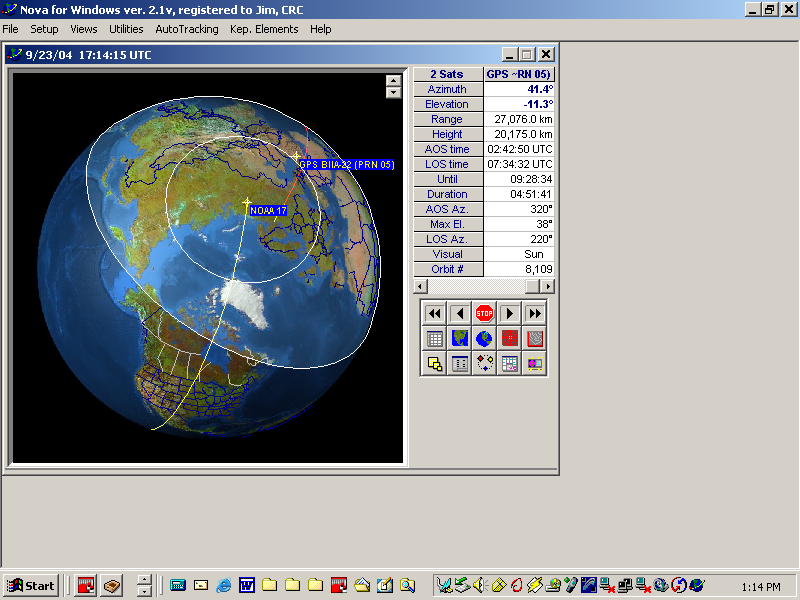 Nova for Windows ver. 2.1v, registered to Jim, CRC
File Setup Views Utilities AutoTracking Kep. Elements Help
9/23/04 17:14:15 UTC
2 Sats GPS ~RN 05)
Azimuth 41.4°
Elevation -11.3°
Range 27,076.0 km
Height 20,175.0 km
AOS time 02:42:50 UTC
LOS time 07:34:32 UTC
Until 09:28:34
Duration 04:51:41
AOS Az. 320°
Max El. 38°
LOS Az. 220°
Visual Sun
Orbit # 8,109
GPS BIIA-22 (PRN 05)
NOAA 17
STOP
Start
W
1:14 PM